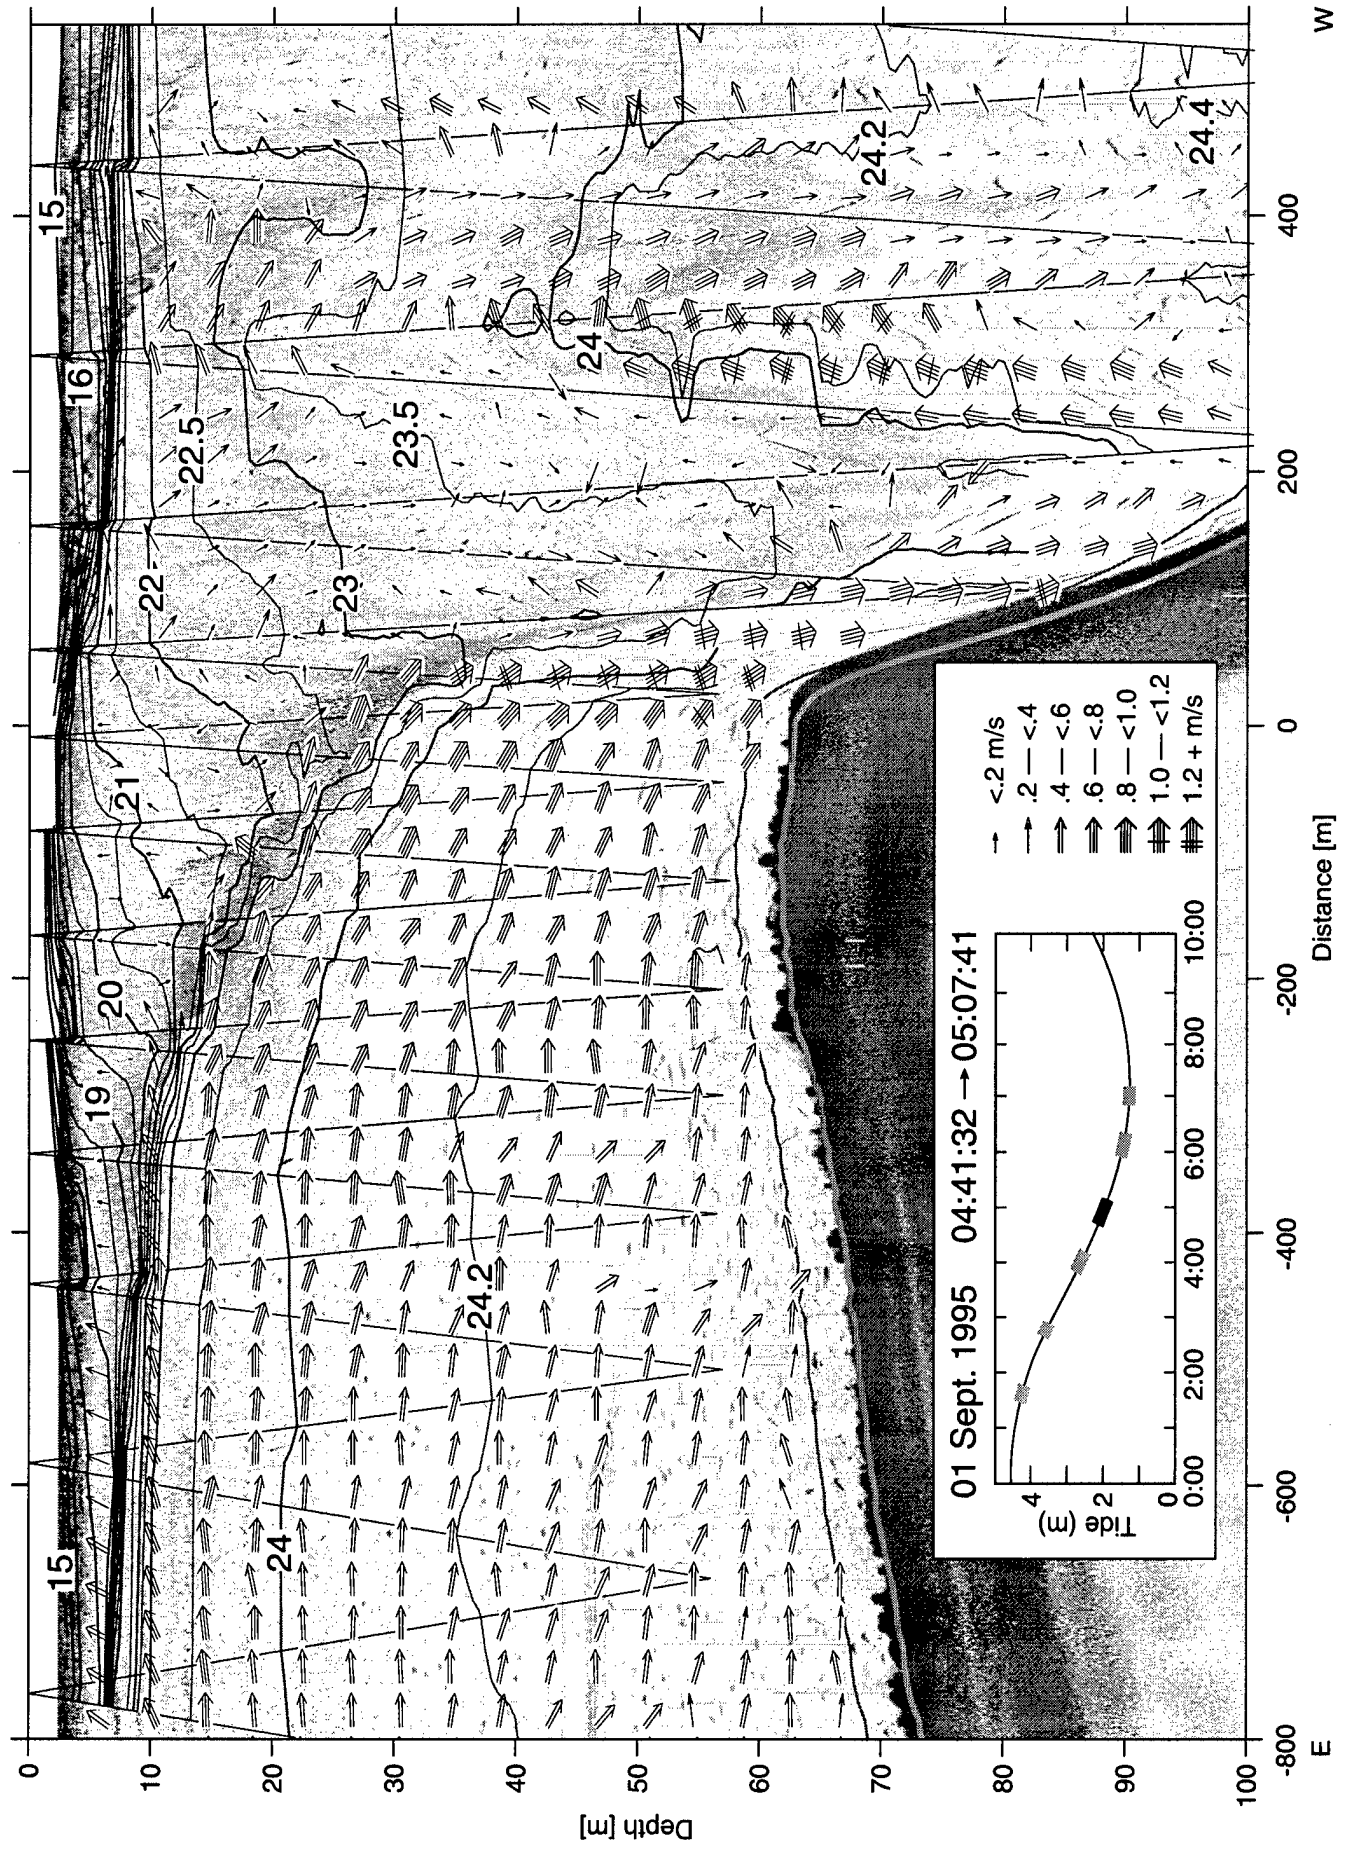 Depth [m]
0
10
20
30
40
50
60
70
80
90
100
15
15
16
19
20
21
22
22.5
23
23.5
24
24
24.2
24.2
24.4
01 Sept. 1995 04:41:32 → 05:07:41
Tide (m)
4
2
0
0:00 2:00 4:00 6:00 8:00 10:00
<.2 m/s
.2 — <.4
.4 — <.6
.6 — <.8
.8 — <1.0
1.0 — <1.2
1.2 + m/s
-800 -600 -400 -200 0 200 400
E Distance [m] W